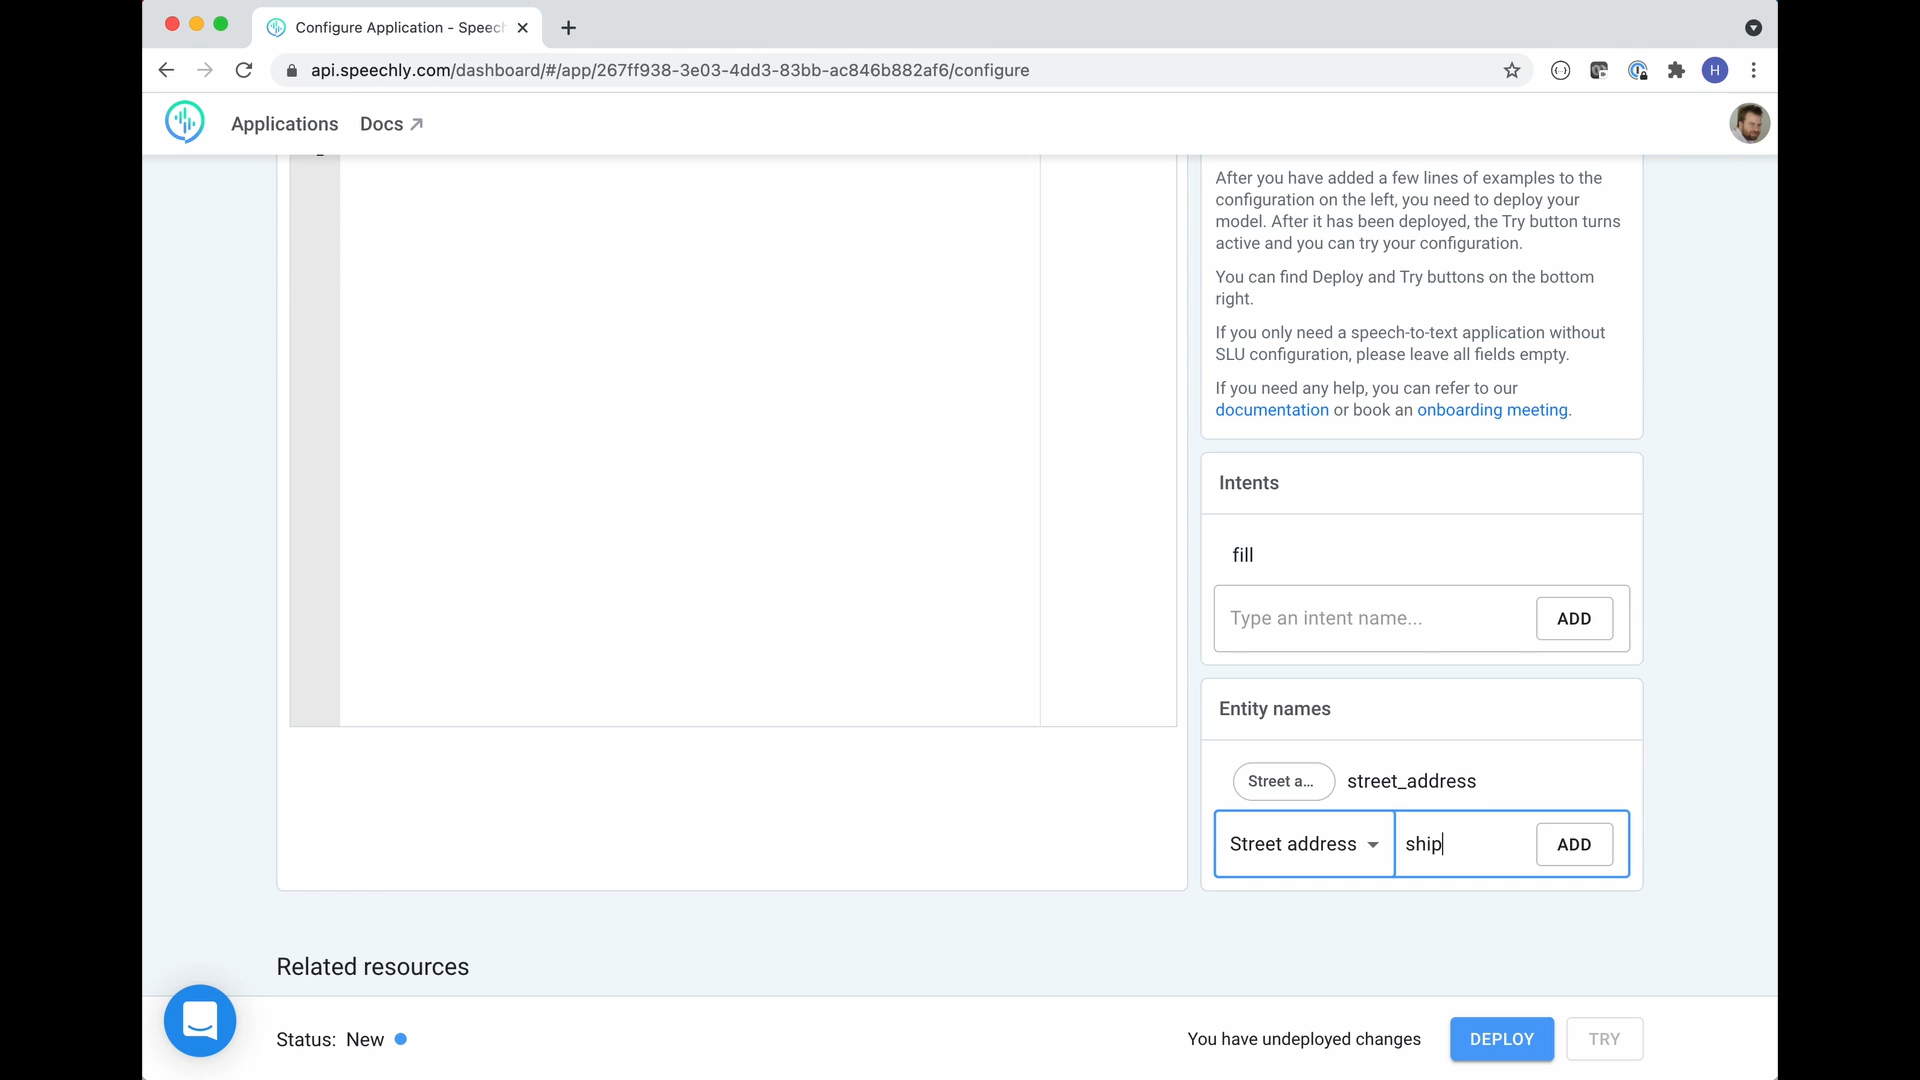 Configure Application - Speech
api.speechly.com/dashboard/#/app/267ff938-3e03-4dd3-83bb-ac846b882af6/configure
H
Applications
Docs
After you have added a few lines of examples to the
configuration on the left, you need to deploy your
model. After it has been deployed, the Try button turns
active and you can try your configuration.
You can find Deploy and Try buttons on the bottom
right.
If you only need a speech-to-text application without
SLU configuration, please leave all fields empty.
If you need any help, you can refer to our
documentation or book an onboarding meeting.
Intents
fill
Type an intent name...
ADD
Entity names
Street a...
street_address
Street address
ship
ADD
Related resources
Status: New
You have undeployed changes
DEPLOY
TRY